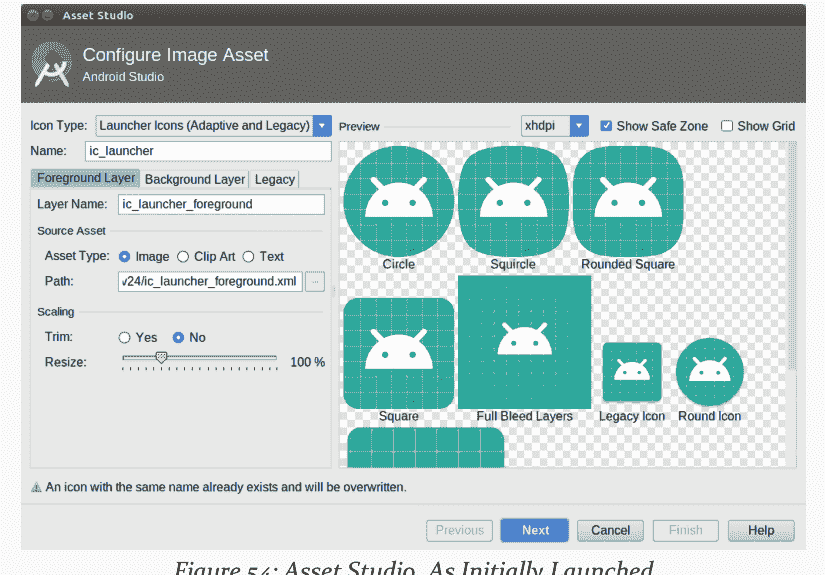 Asset Studio
Configure Image Asset
Android Studio
Icon Type: Launcher Icons (Adaptive and Legacy)
Name: ic_launcher
Foreground Layer Background Layer Legacy
Layer Name: ic_launcher_foreground
Source Asset
Asset Type: Image Clip Art Text
Path: v24/ic_launcher_foreground.xml ...
Scaling
Trim: Yes No
Resize: 100 %
Preview xhdpi Show Safe Zone Show Grid
Circle Squircle Rounded Square
Square Full Bleed Layers Legacy Icon Round Icon
An icon with the same name already exists and will be overwritten.
Previous Next Cancel Finish Help
Figure 54: Asset Studio, As Initially Launched